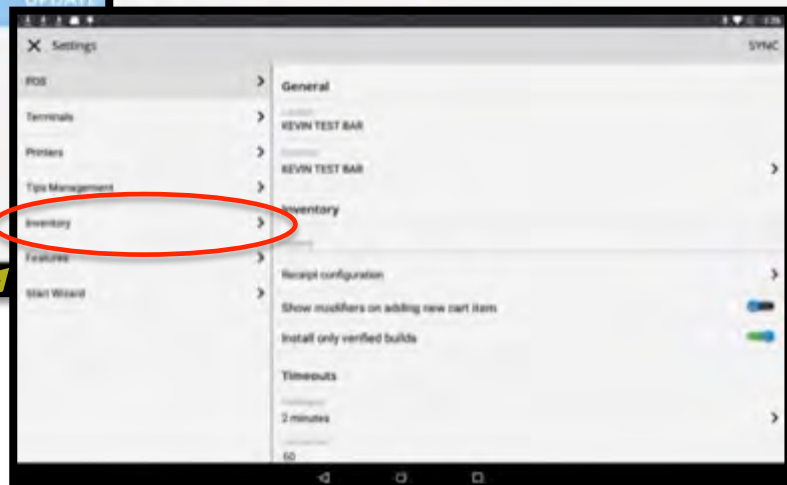 UPDATE
Settings
SYNC
POS
Terminals
Printers
Tips Management
Inventory
Features
Start Wizard
General
KEVIN TEST BAR
KEVIN TEST BAR
Inventory
Receipt configuration
Show modifiers on adding new cart item
Install only verified builds
Timeouts
2 minutes
60